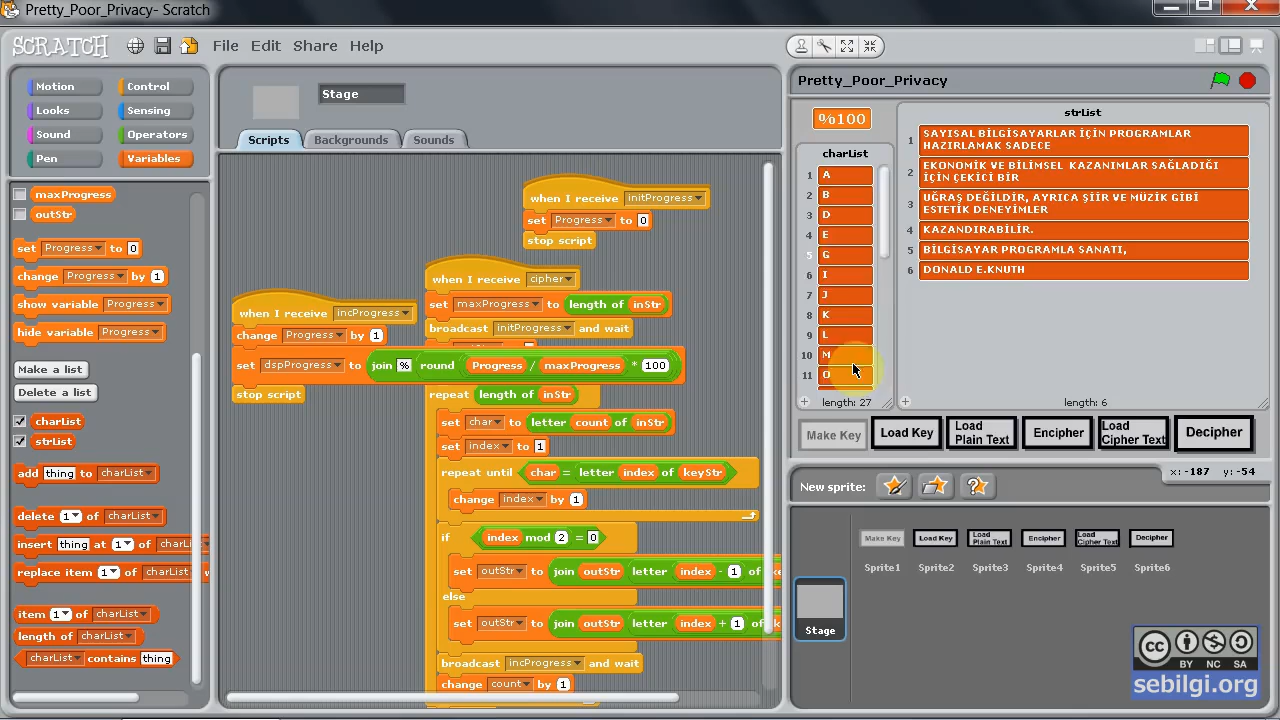 Pretty_Poor_Privacy- Scratch
SCRATCH File Edit Share Help
Motion Control
Looks Sensing
Sound Operators
Pen Variables
maxProgress
outStr
set Progress to 0
change Progress by 1
show variable Progress
hide variable Progress
Make a list
Delete a list
charList
strList
add thing to charList
delete 1 of charList
insert thing at 1 of charLi
replace item 1 of charList w
item 1 of charList
length of charList
charList contains thing
Stage
Scripts Backgrounds Sounds
when I receive initProgress
set Progress to 0
stop script
when I receive incProgress
change Progress by 1
set dspProgress to join % round Progress / maxProgress * 100
stop script
when I receive cipher
set maxProgress to length of inStr
broadcast initProgress and wait
repeat length of inStr
set char to letter count of inStr
set index to 1
repeat until char = letter index of keyStr
change index by 1
if index mod 2 = 0
set outStr to join outStr letter index - 1 of
else
set outStr to join outStr letter index + 1 of
broadcast incProgress and wait
change count by 1
Pretty_Poor_Privacy
%100
charList
1 A
2 B
3 D
4 E
5 G
6 I
7 J
8 K
9 L
10 M
11 O
+ length: 27
strList
1 SAYISAL BİLGİSAYARLAR İÇİN PROGRAMLAR
HAZIRLAMAK SADECE
2 EKONOMİK VE BİLİMSEL KAZANIMLAR SAĞLADIĞI
İÇİN ÇEKİCİ BİR
3 UĞRAŞ DEĞİLDİR, AYRICA ŞİİR VE MÜZİK GİBİ
ESTETİK DENEYİMLER
4 KAZANDIRABİLİR.
5 BİLGİSAYAR PROGRAMLA SANATI,
6 DONALD E.KNUTH
+ length: 6
Make Key
Load Key
Load
Plain Text
Encipher
Load
Cipher Text
Decipher
x: -187 y: -54
New sprite:
Make Key
Load Key
Load
Plain Text
Encipher
Load
Cipher Text
Decipher
Sprite1 Sprite2 Sprite3 Sprite4 Sprite5 Sprite6
Stage
cc
BY NC SA
sebilgi.org